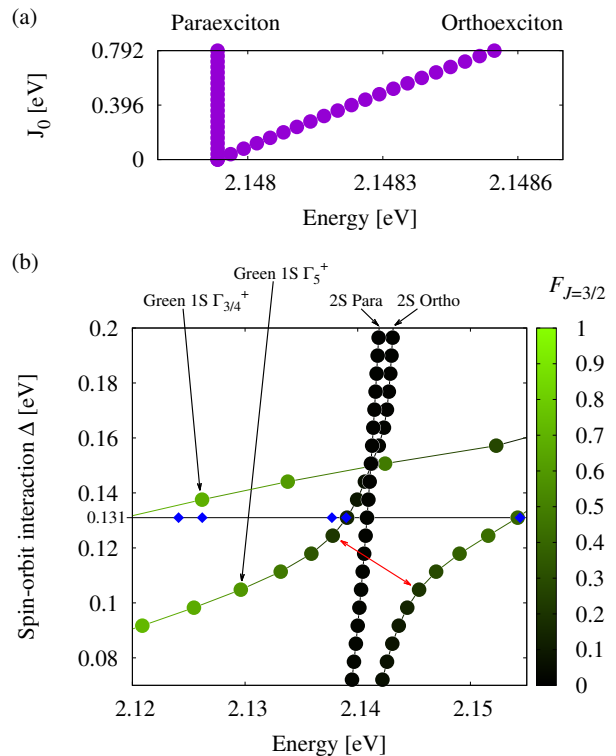 (a)
Paraexciton Orthoexciton
0.792
0.396
0
J₀ [eV]
2.148 2.1483 2.1486
Energy [eV]
(b)
Green 1S Γ₅⁺
Green 1S Γ₃/₄⁺
2S Para 2S Ortho
F_{J=3/2}
0.2
0.18
0.16
0.14
0.131
0.12
0.1
0.08
Spin-orbit interaction Δ [eV]
2.12 2.13 2.14 2.15
Energy [eV]
1
0.9
0.8
0.7
0.6
0.5
0.4
0.3
0.2
0.1
0